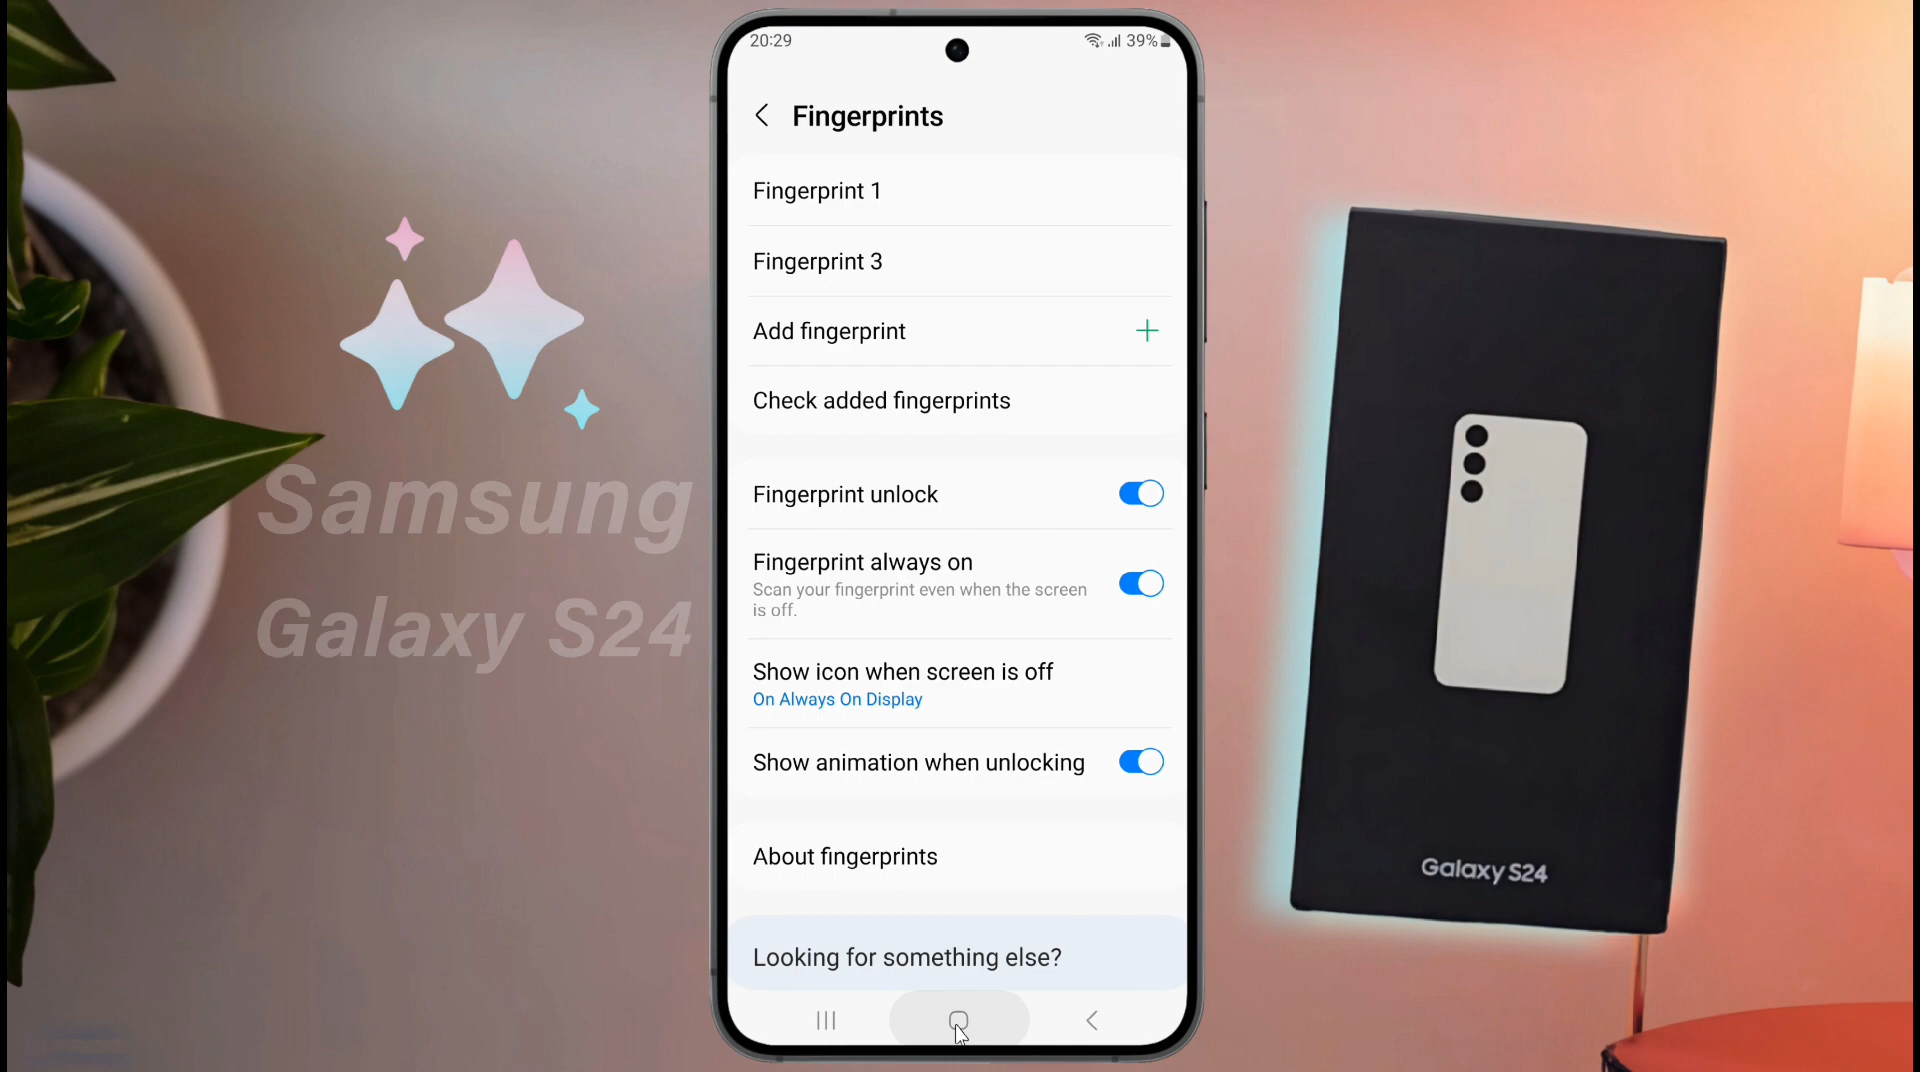 20:29
39%
Fingerprints
Fingerprint 1
Fingerprint 3
Add fingerprint
Check added fingerprints
Fingerprint unlock
Fingerprint always on
Scan your fingerprint even when the screen
is off.
Show icon when screen is off
On Always On Display
Show animation when unlocking
About fingerprints
Looking for something else?
Samsung
Galaxy S24
Galaxy S24